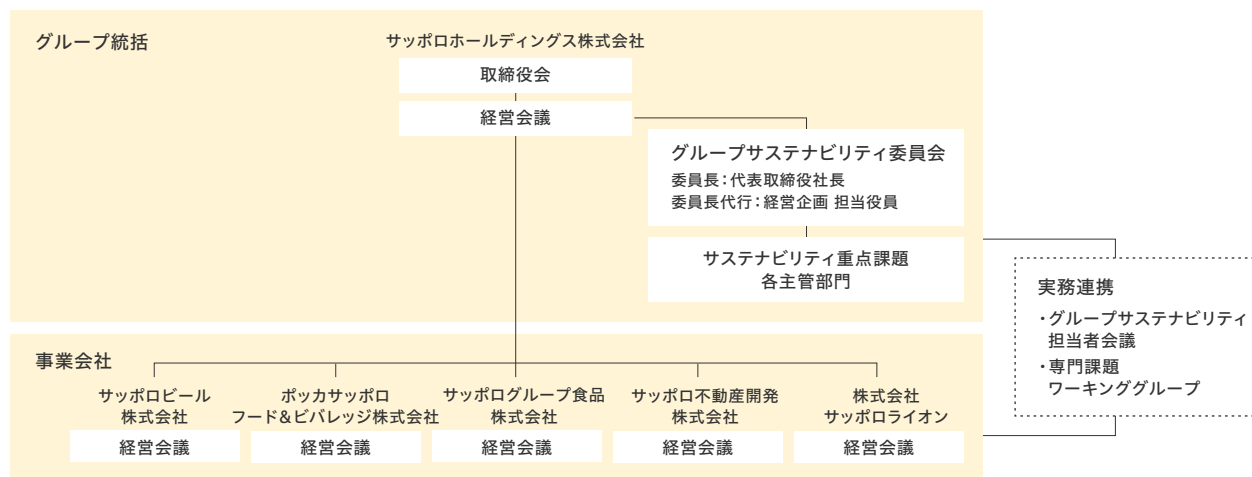 グループ統括
サッポロホールディングス株式会社
取締役会
経営会議
グループサステナビリティ委員会
委員長：代表取締役社長
委員長代行：経営企画 担当役員
サステナビリティ重点課題
各主管部門
実務連携
・グループサステナビリティ
担当者会議
・専門課題
ワーキンググループ
事業会社
サッポロビール
株式会社
経営会議
ポッカサッポロ
フード＆ビバレッジ株式会社
経営会議
サッポログループ食品
株式会社
経営会議
サッポロ不動産開発
株式会社
経営会議
株式会社
サッポロライオン
経営会議